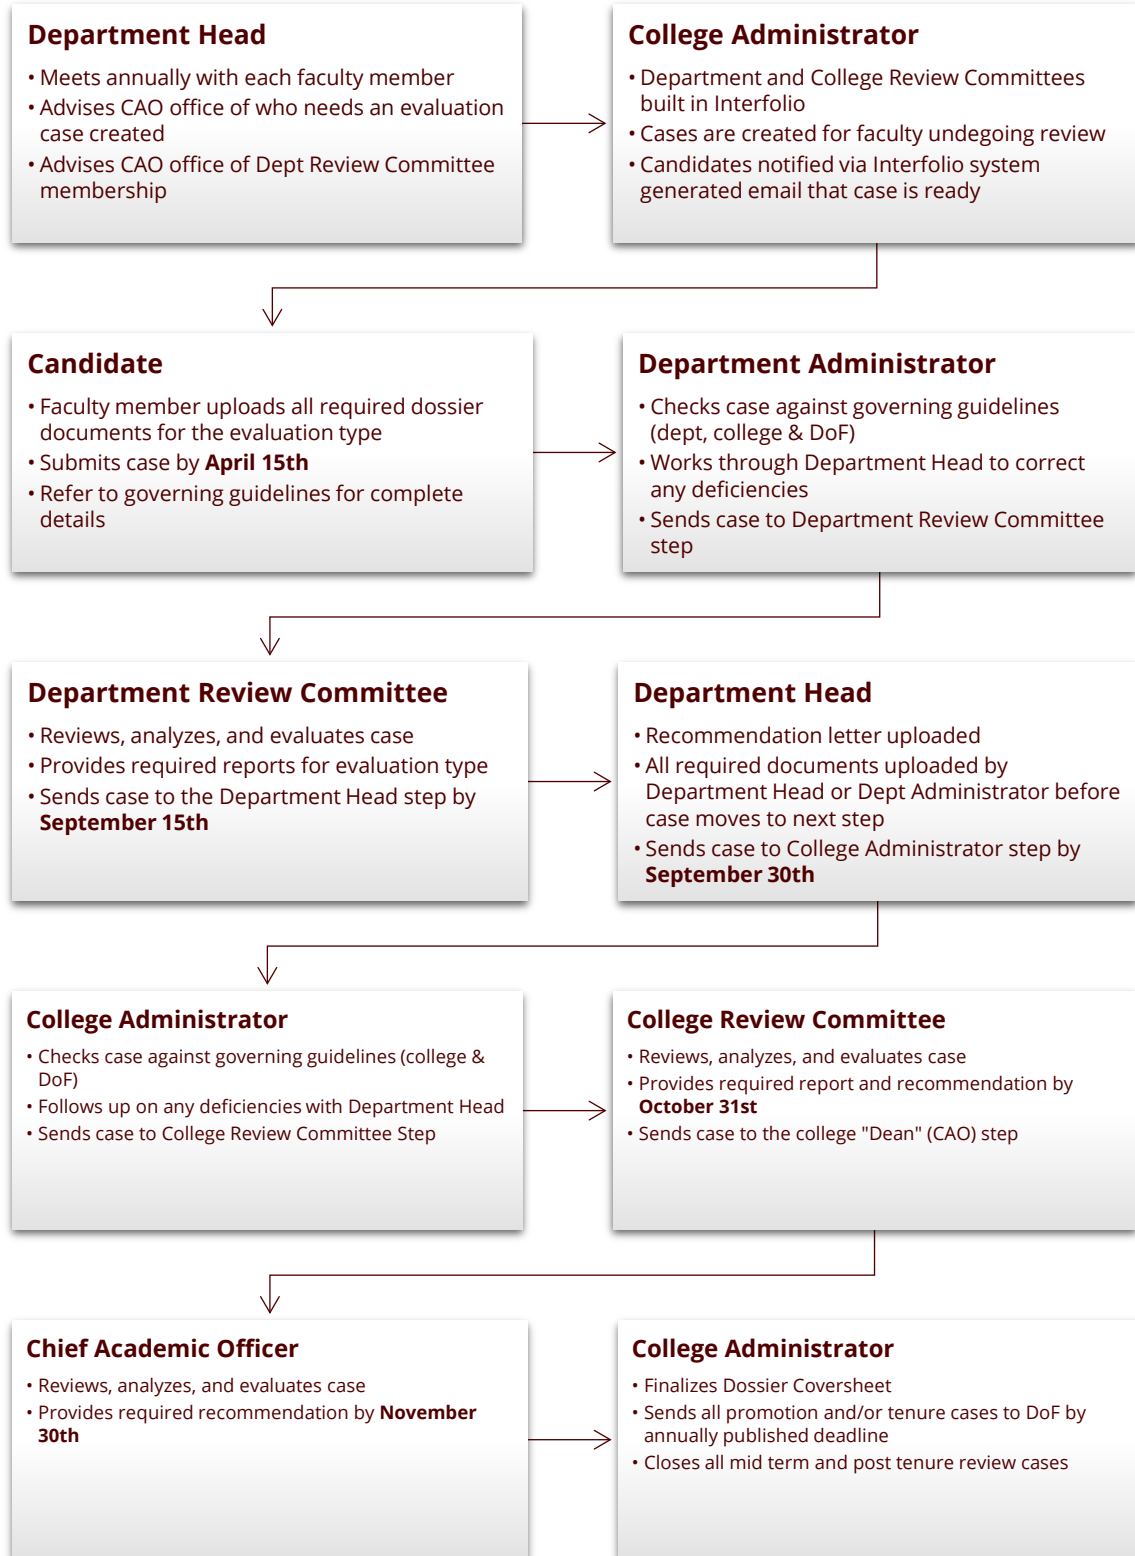 Department Head
• Meets annually with each faculty member
• Advises CAO office of who needs an evaluation
case created
• Advises CAO office of Dept Review Committee
membership
College Administrator
• Department and College Review Committees
built in Interfolio
• Cases are created for faculty undegoing review
• Candidates notified via Interfolio system
generated email that case is ready
Candidate
• Faculty member uploads all required dossier
documents for the evaluation type
• Submits case by April 15th
• Refer to governing guidelines for complete
details
Department Administrator
• Checks case against governing guidelines
(dept, college & DoF)
• Works through Department Head to correct
any deficiencies
• Sends case to Department Review Committee
step
Department Review Committee
• Reviews, analyzes, and evaluates case
• Provides required reports for evaluation type
• Sends case to the Department Head step by
September 15th
Department Head
• Recommendation letter uploaded
• All required documents uploaded by
Department Head or Dept Administrator before
case moves to next step
• Sends case to College Administrator step by
September 30th
College Administrator
• Checks case against governing guidelines (college &
DoF)
• Follows up on any deficiencies with Department Head
• Sends case to College Review Committee Step
College Review Committee
• Reviews, analyzes, and evaluates case
• Provides required report and recommendation by
October 31st
• Sends case to the college "Dean" (CAO) step
Chief Academic Officer
• Reviews, analyzes, and evaluates case
• Provides required recommendation by November
30th
College Administrator
• Finalizes Dossier Coversheet
• Sends all promotion and/or tenure cases to DoF by
annually published deadline
• Closes all mid term and post tenure review cases